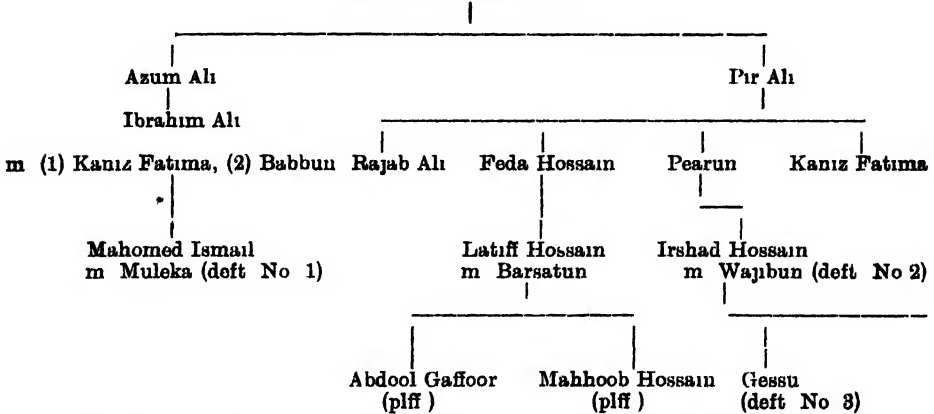 Azum Ali Pir Ali
Ibrahim Ali
m (1) Kaniz Fatima, (2) Babbun Rajab Ali Feda Hossain Pearun Kaniz Fatima
Mahomed Ismail Latiff Hossain Irshad Hossain
m Muleka (deft No 1) m Barsatun m Wajibun (deft No 2)
Abdool Gaffoor Mahhoob Hossain Gessu
(plff) (plff) (deft No 3)